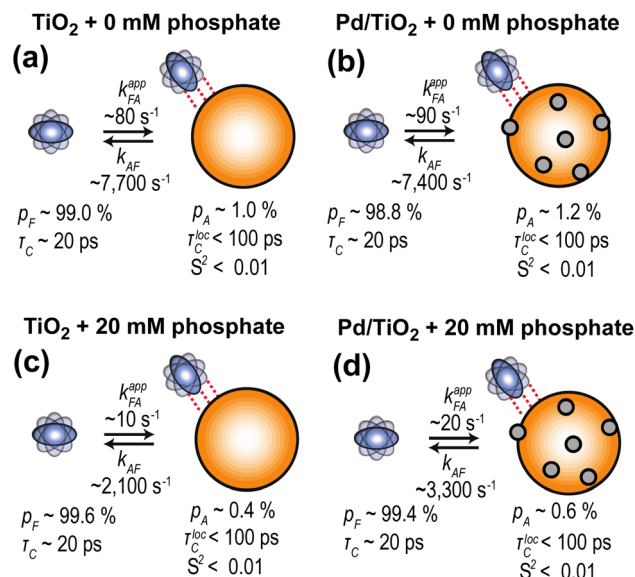 TiO₂ + 0 mM phosphate
(a)
k_FA^app
~80 s⁻¹
k_AF
~7,700 s⁻¹
p_F ~ 99.0 %
τ_C ~ 20 ps
p_A ~ 1.0 %
τ_C^loc < 100 ps
S² < 0.01
Pd/TiO₂ + 0 mM phosphate
(b)
k_FA^app
~90 s⁻¹
k_AF
~7,400 s⁻¹
p_F ~ 98.8 %
τ_C ~ 20 ps
p_A ~ 1.2 %
τ_C^loc < 100 ps
S² < 0.01
TiO₂ + 20 mM phosphate
(c)
k_FA^app
~10 s⁻¹
k_AF
~2,100 s⁻¹
p_F ~ 99.6 %
τ_C ~ 20 ps
p_A ~ 0.4 %
τ_C^loc < 100 ps
S² < 0.01
Pd/TiO₂ + 20 mM phosphate
(d)
k_FA^app
~20 s⁻¹
k_AF
~3,300 s⁻¹
p_F ~ 99.4 %
τ_C ~ 20 ps
p_A ~ 0.6 %
τ_C^loc < 100 ps
S² < 0.01